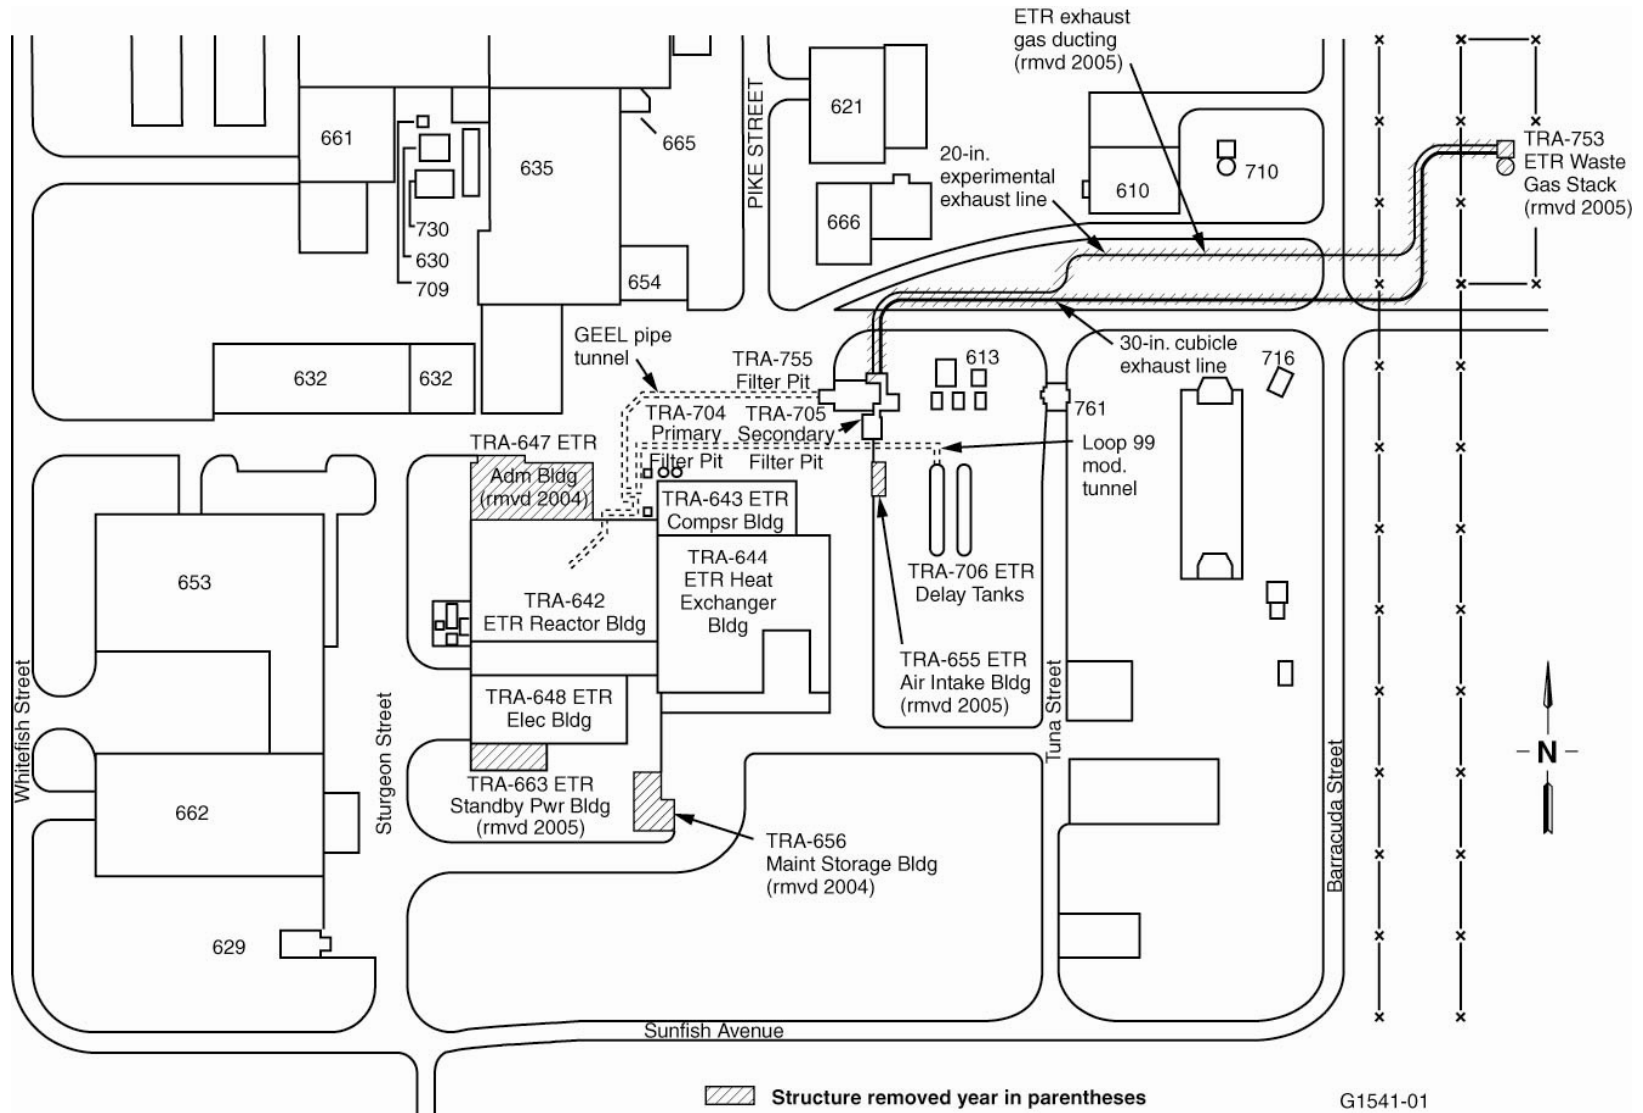 ETR exhaust
gas ducting
(rmvd 2005)
PIKE STREET
621
661
665
635
20-in.
experimental
exhaust line
610
710
TRA-753
ETR Waste
Gas Stack
(rmvd 2005)
666
730
630
709
654
GEEL pipe
tunnel
TRA-755
Filter Pit
613
30-in. cubicle
exhaust line
716
632
632
TRA-704
Primary
Filter Pit
TRA-705
Secondary
Filter Pit
761
Loop 99
mod.
tunnel
TRA-647 ETR
Adm Bldg
(rmvd 2004)
TRA-643 ETR
Compsr Bldg
TRA-644
ETR Heat
Exchanger
Bldg
TRA-706 ETR
Delay Tanks
653
TRA-642
ETR Reactor Bldg
TRA-655 ETR
Air Intake Bldg
(rmvd 2005)
TRA-648 ETR
Elec Bldg
Whitefish Street
Sturgeon Street
Tuna Street
Barracuda Street
N
TRA-663 ETR
Standby Pwr Bldg
(rmvd 2005)
662
TRA-656
Maint Storage Bldg
(rmvd 2004)
629
Sunfish Avenue
Structure removed year in parentheses
G1541-01